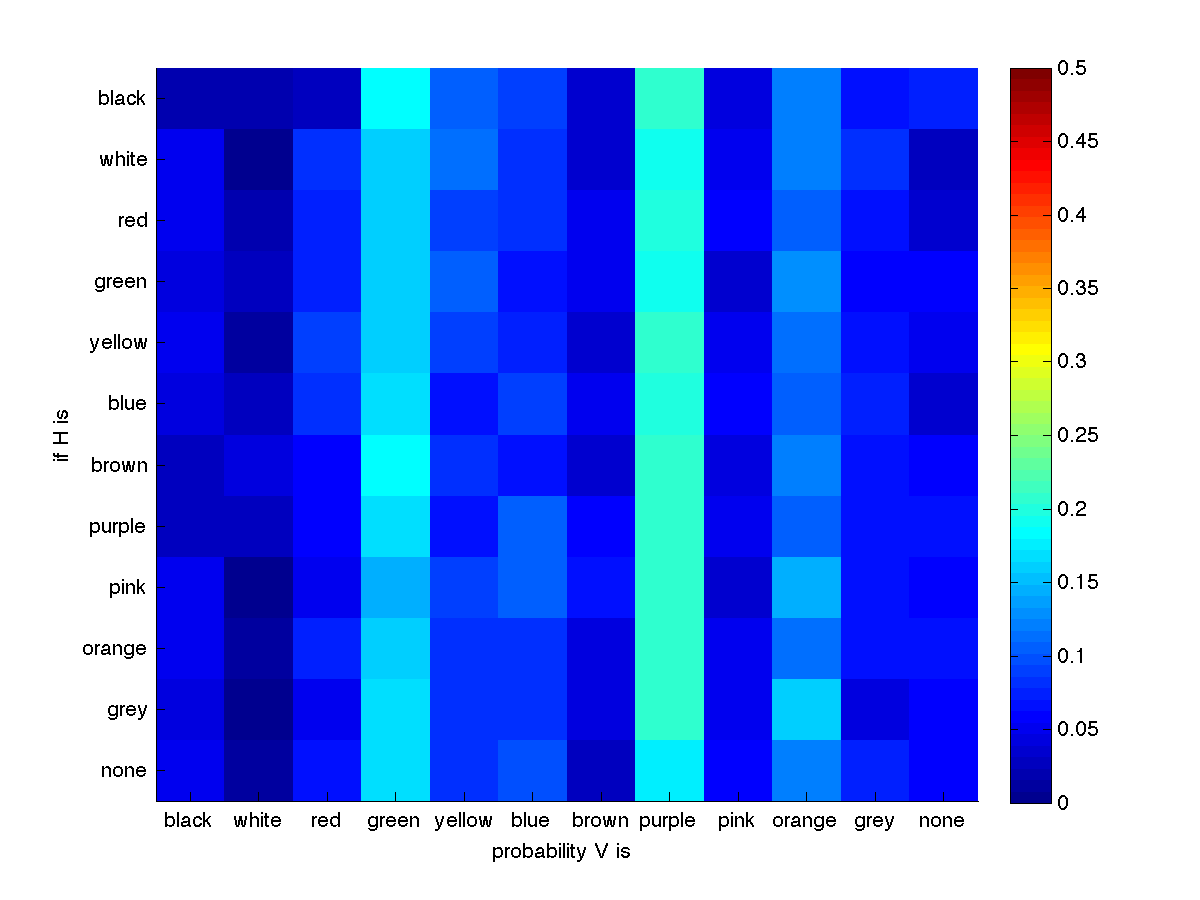 0.5
black
0.45
white
0.4
red
0.35
green
0.3
yellow
0.25
blue
if H is
0.2
brown
purple
0.15
pink
0.1
orange
0.05
grey
none
0
black white red green yellow blue brown purple pink orange grey none
probability V is